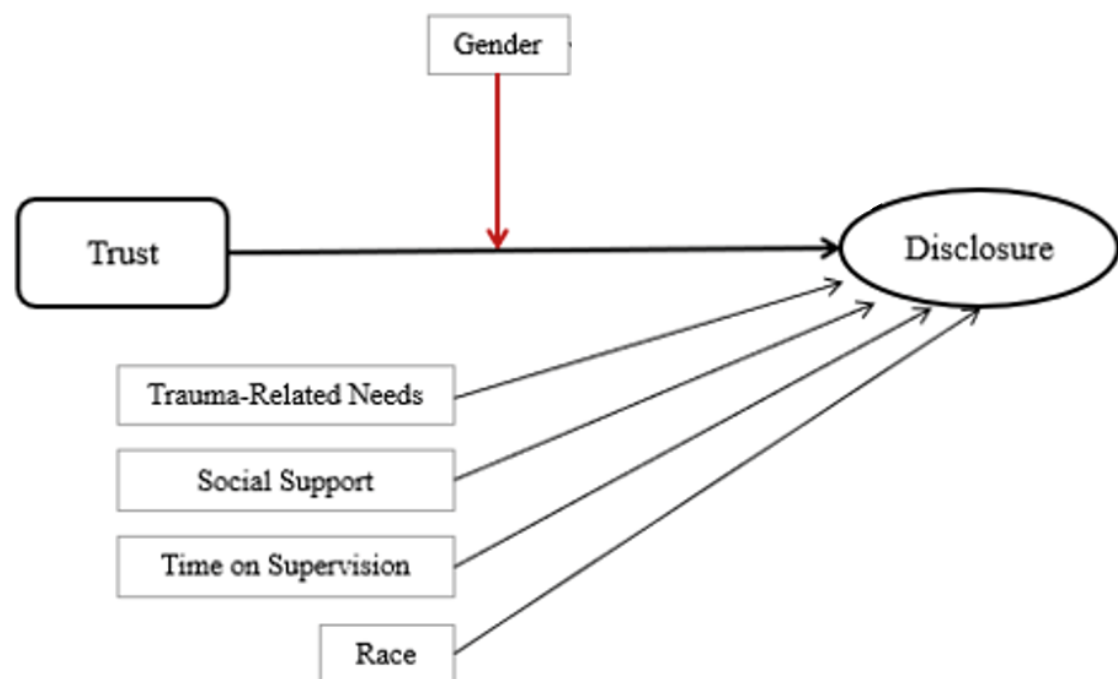 Gender
Trust
Disclosure
Trauma-Related Needs
Social Support
Time on Supervision
Race